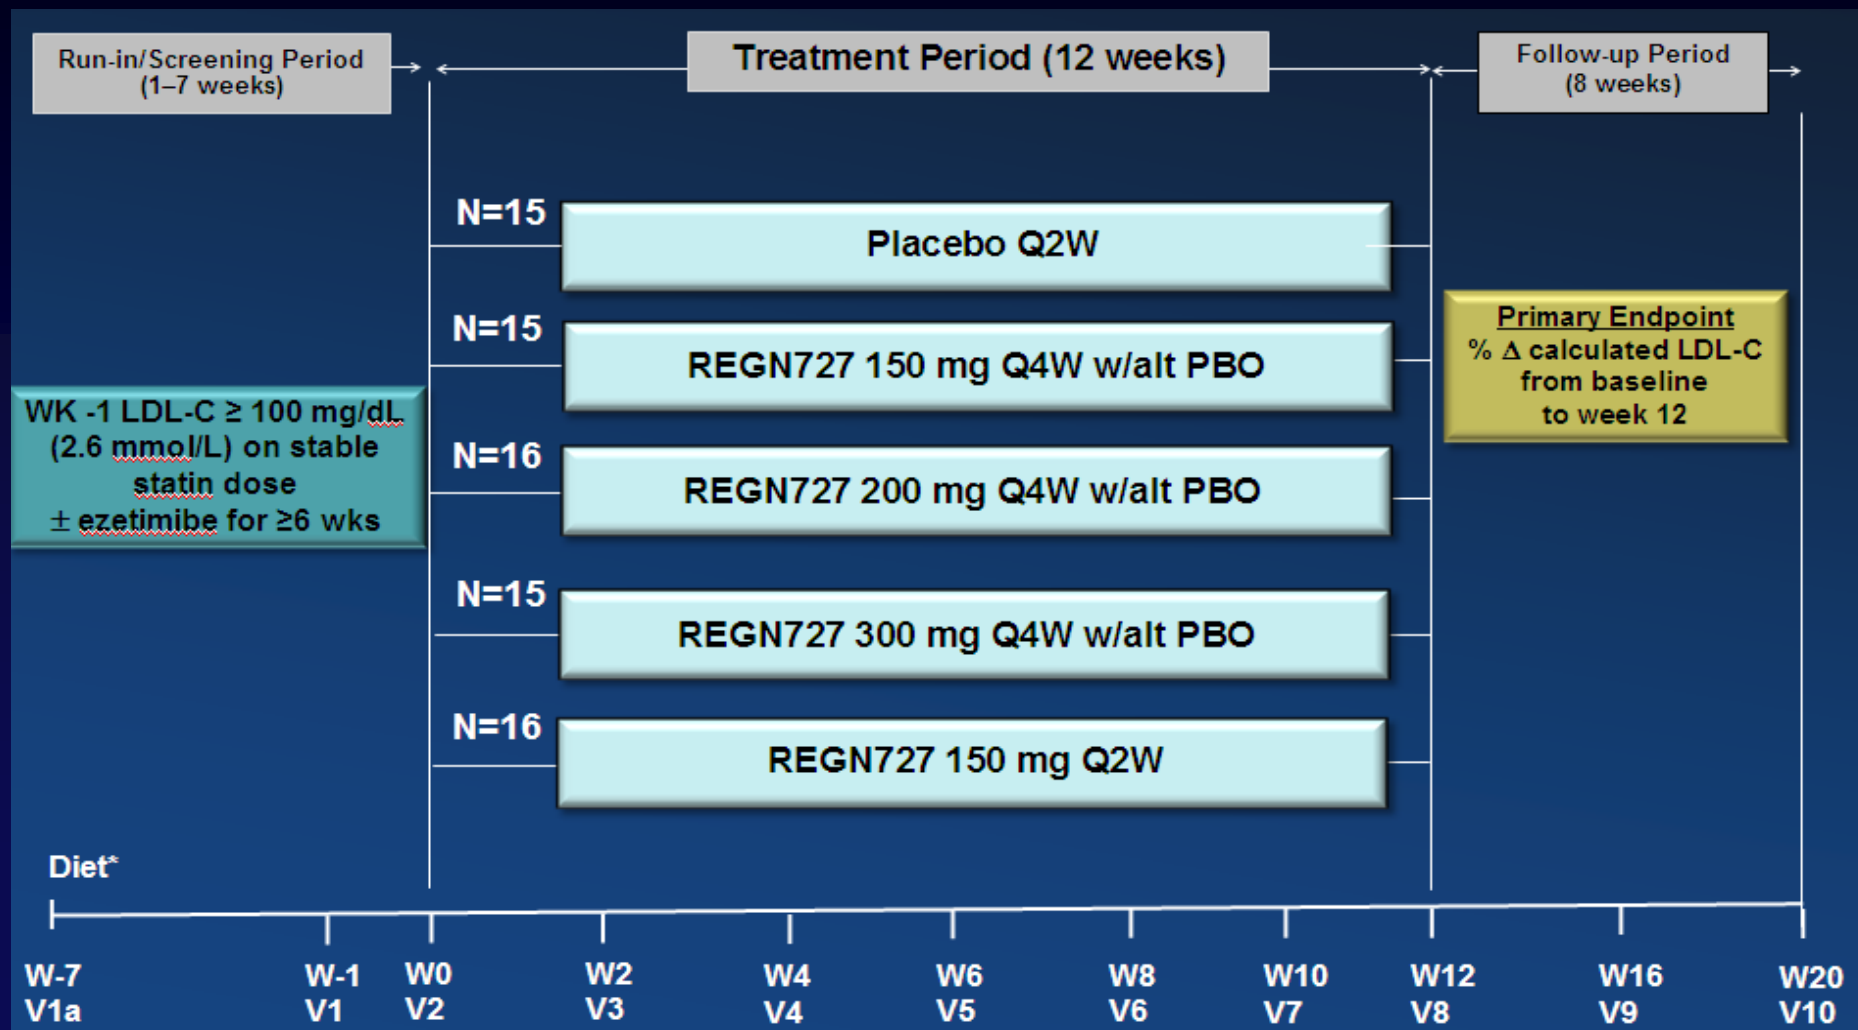 Run-in/Screening Period
(1–7 weeks)
Treatment Period (12 weeks)
Follow-up Period
(8 weeks)
N=15
Placebo Q2W
N=15
REGN727 150 mg Q4W w/alt PBO
N=16
REGN727 200 mg Q4W w/alt PBO
N=15
REGN727 300 mg Q4W w/alt PBO
N=16
REGN727 150 mg Q2W
WK -1 LDL-C ≥ 100 mg/dL
(2.6 mmol/L) on stable
statin dose
± ezetimibe for ≥6 wks
Primary Endpoint
% Δ calculated LDL-C
from baseline
to week 12
Diet*
W-7 W-1 W0 W2 W4 W6 W8 W10 W12 W16 W20
V1a V1 V2 V3 V4 V5 V6 V7 V8 V9 V10